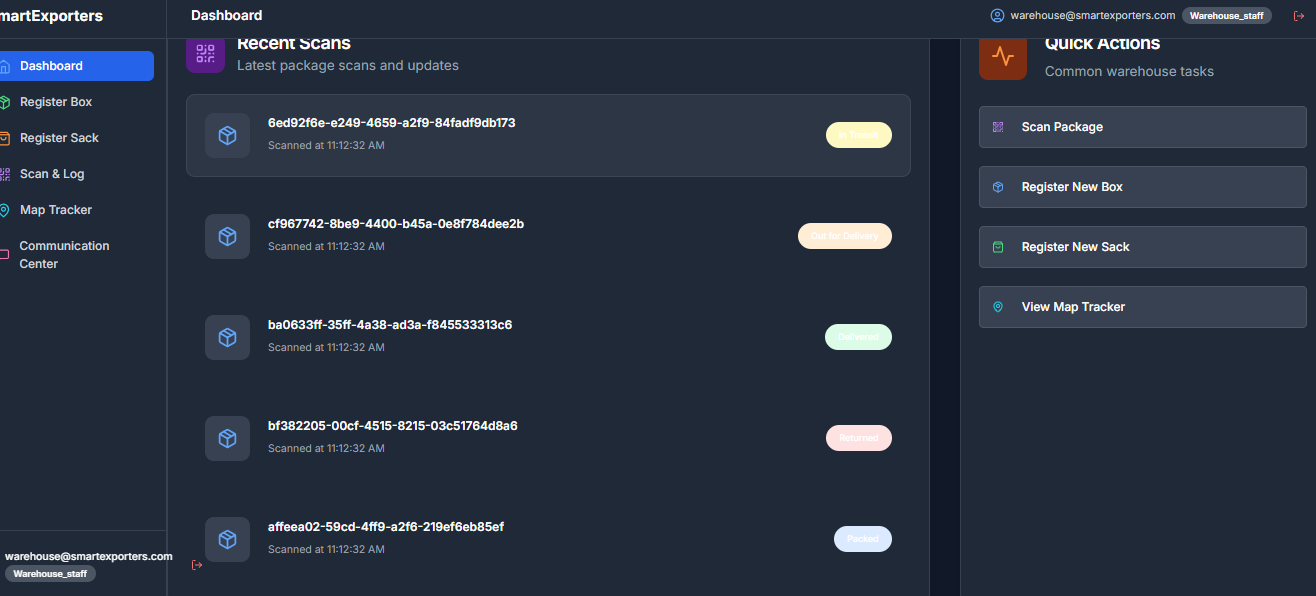 martExporters
Dashboard
warehouse@smartexporters.com
Warehouse_staff
Dashboard
Register Box
Register Sack
Scan & Log
Map Tracker
Communication
Center
warehouse@smartexporters.com
Warehouse_staff
Recent Scans
Latest package scans and updates
6ed92f6e-e249-4659-a2f9-84fadf9db173
Scanned at 11:12:32 AM
In Transit
cf967742-8be9-4400-b45a-0e8f784dee2b
Scanned at 11:12:32 AM
Out for Delivery
ba0633ff-35ff-4a38-ad3a-f845533313c6
Scanned at 11:12:32 AM
Delivered
bf382205-00cf-4515-8215-03c51764d8a6
Scanned at 11:12:32 AM
Returned
affeea02-59cd-4ff9-a2f6-219ef6eb85ef
Scanned at 11:12:32 AM
Packed
Quick Actions
Common warehouse tasks
Scan Package
Register New Box
Register New Sack
View Map Tracker